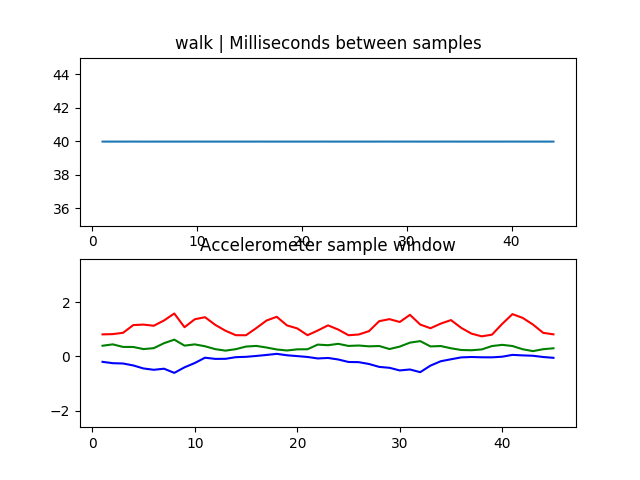 walk | Milliseconds between samples
44
42
40
38
36
0 10 20 30 40
Accelerometer sample window
2
0
−2
0 10 20 30 40